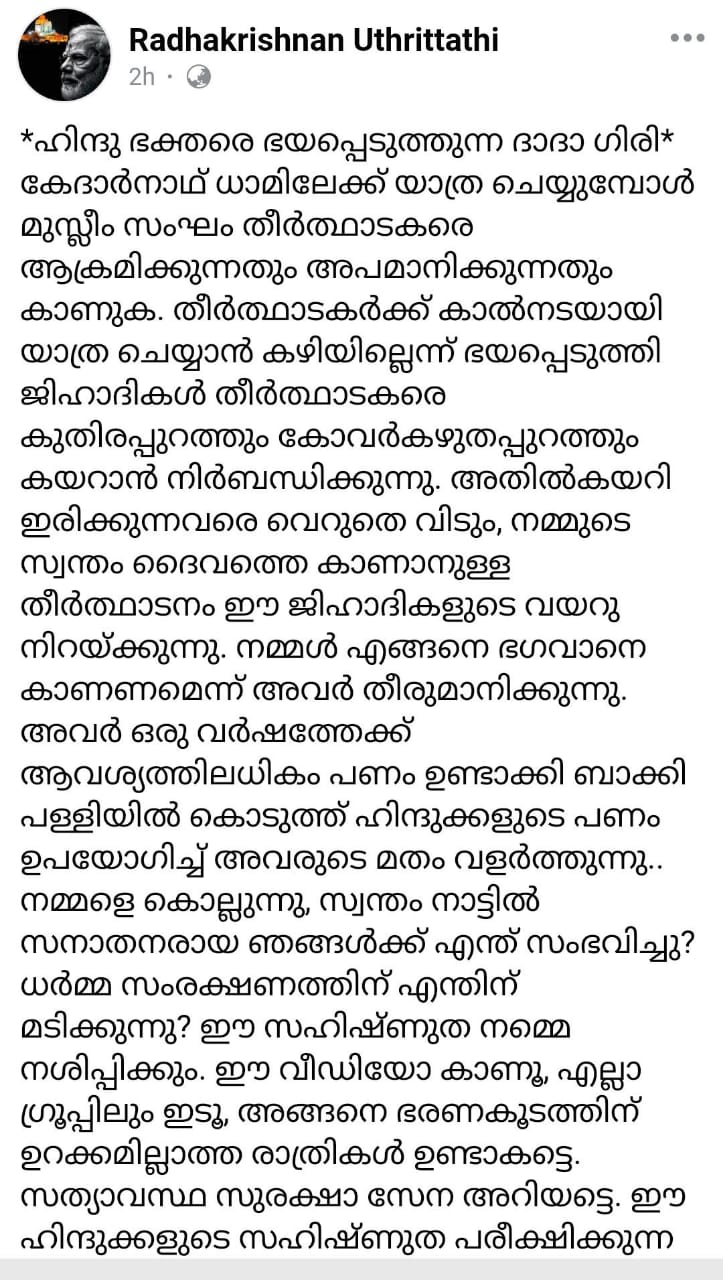 Radhakrishnan Uthrittathi
2h ·
*ഹിന്ദു ഭക്തരെ ഭയപ്പെടുത്തുന്ന ദാദാ ഗിരി*
കേദാർനാഥ് ധാമിലേക്ക് യാത്ര ചെയ്യുമ്പോൾ
മുസ്ലീം സംഘം തീർത്ഥാടകരെ
ആക്രമിക്കുന്നതും അപമാനിക്കുന്നതും
കാണുക. തീർത്ഥാടകർക്ക് കാൽനടയായി
യാത്ര ചെയ്യാൻ കഴിയില്ലെന്ന് ഭയപ്പെടുത്തി
ജിഹാദികൾ തീർത്ഥാടകരെ
കുതിരപ്പുറത്തും കോവർകഴുതപ്പുറത്തും
കയറാൻ നിർബന്ധിക്കുന്നു. അതിൽകയറി
ഇരിക്കുന്നവരെ വെറുതെ വിടും, നമ്മുടെ
സ്വന്തം ദൈവത്തെ കാണാനുള്ള
തീർത്ഥാടനം ഈ ജിഹാദികളുടെ വയറു
നിറയ്ക്കുന്നു. നമ്മൾ എങ്ങനെ ഭഗവാനെ
കാണണമെന്ന് അവർ തീരുമാനിക്കുന്നു.
അവർ ഒരു വർഷത്തേക്ക്
ആവശ്യത്തിലധികം പണം ഉണ്ടാക്കി ബാക്കി
പള്ളിയിൽ കൊടുത്ത് ഹിന്ദുക്കളുടെ പണം
ഉപയോഗിച്ച് അവരുടെ മതം വളർത്തുന്നു..
നമ്മളെ കൊല്ലുന്നു, സ്വന്തം നാട്ടിൽ
സനാതനരായ ഞങ്ങൾക്ക് എന്ത് സംഭവിച്ചു?
ധർമ്മ സംരക്ഷണത്തിന് എന്തിന്
മടിക്കുന്നു? ഈ സഹിഷ്ണുത നമ്മെ
നശിപ്പിക്കും. ഈ വീഡിയോ കാണൂ, എല്ലാ
ഗ്രൂപ്പിലും ഇടൂ, അങ്ങനെ ഭരണകൂടത്തിന്
ഉറക്കമില്ലാത്ത രാത്രികൾ ഉണ്ടാകട്ടെ.
സത്യാവസ്ഥ സുരക്ഷാ സേന അറിയട്ടെ. ഈ
ഹിന്ദുക്കളുടെ സഹിഷ്ണുത പരീക്ഷിക്കുന്ന